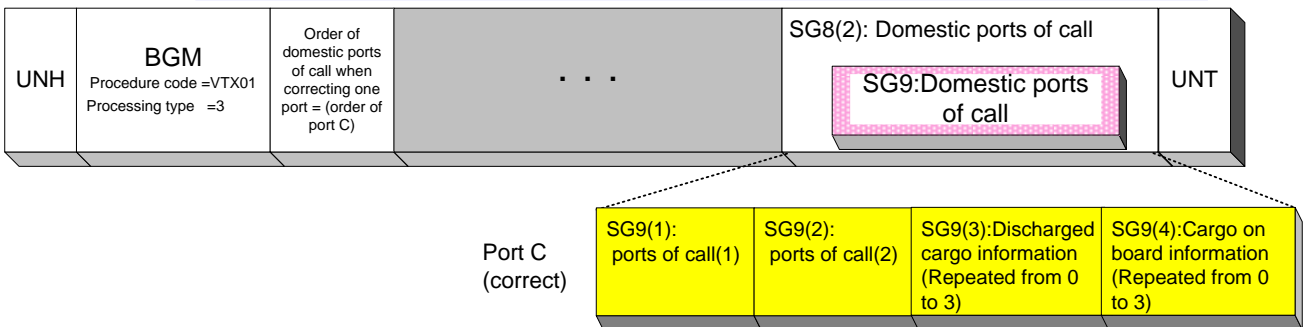 UNH
BGM
Procedure code =VTX01
Processing type =3
Order of
domestic ports
of call when
correcting one
port = (order of
port C)
. . .
SG8(2): Domestic ports of call
SG9:Domestic ports
of call
UNT
Port C
(correct)
SG9(1):
ports of call(1)
SG9(2):
ports of call(2)
SG9(3):Discharged
cargo information
(Repeated from 0
to 3)
SG9(4):Cargo on
board information
(Repeated from 0
to 3)